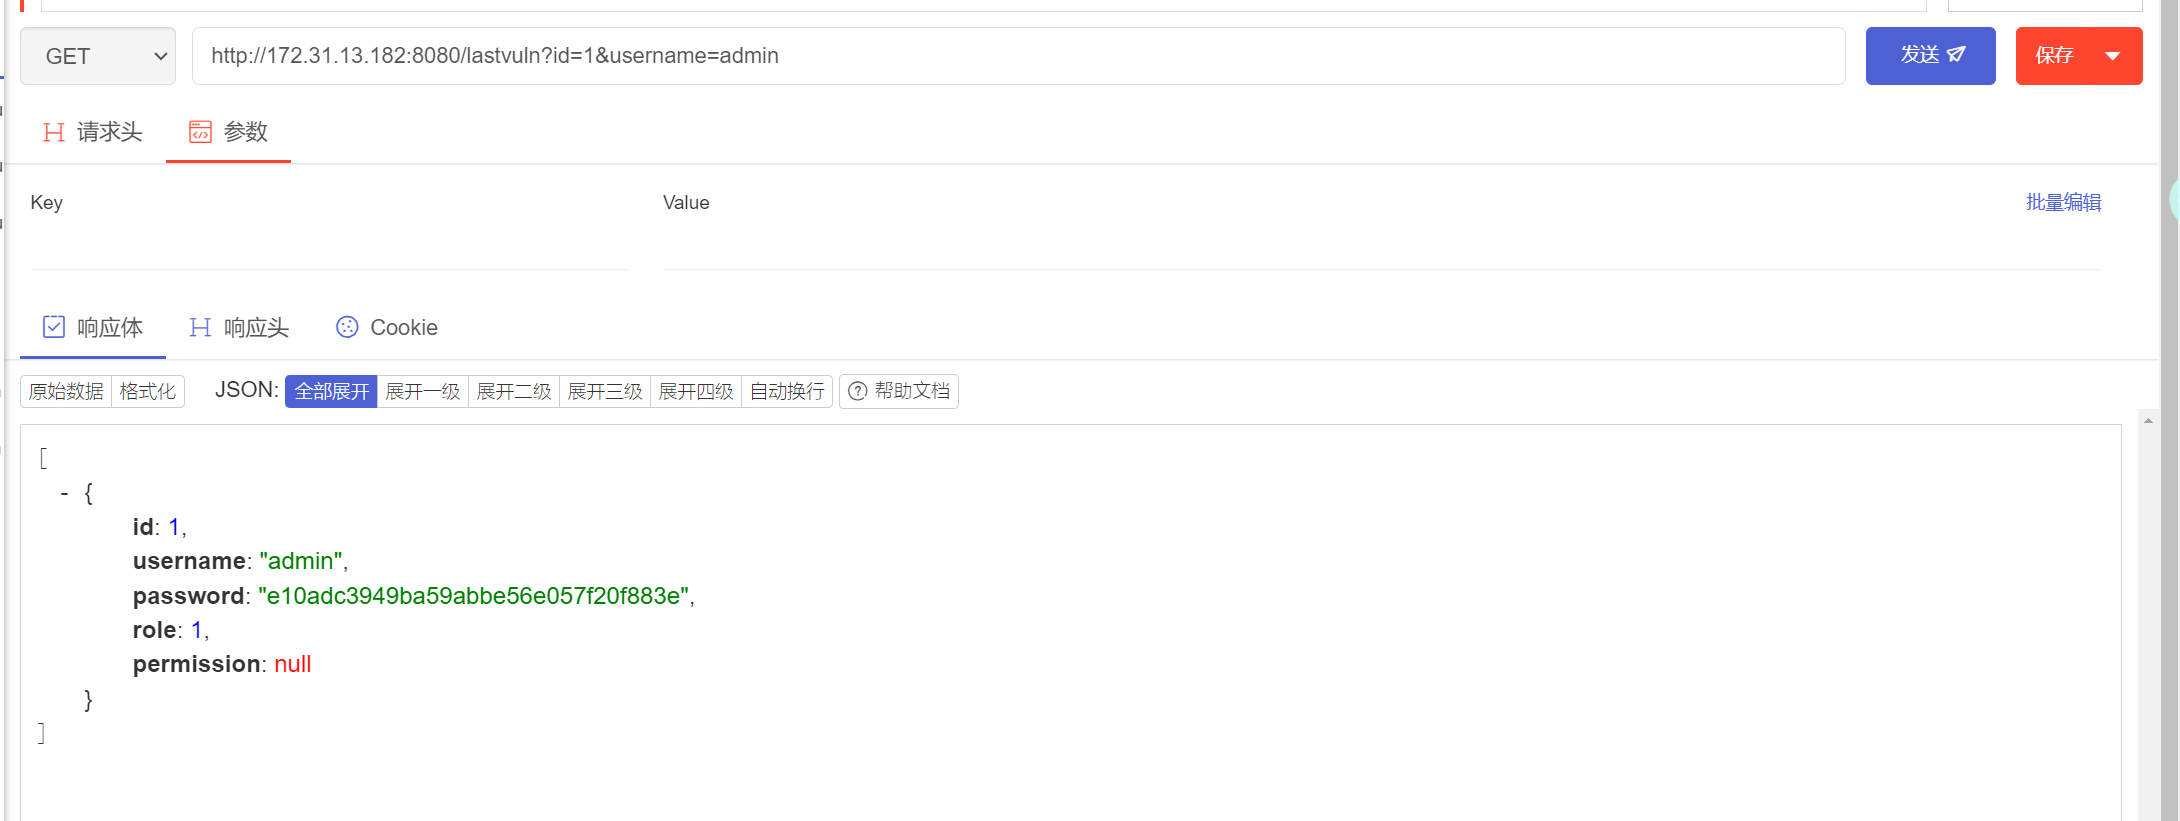 GET http://172.31.13.182:8080/lastvuln?id=1&username=admin 发送 保存
请求头 参数
Key Value 批量编辑
响应体 响应头 Cookie
原始数据 格式化 JSON: 全部展开 展开一级 展开二级 展开三级 展开四级 自动换行 帮助文档
[
- {
id: 1,
username: "admin",
password: "e10adc3949ba59abbe56e057f20f883e",
role: 1,
permission: null
}
]